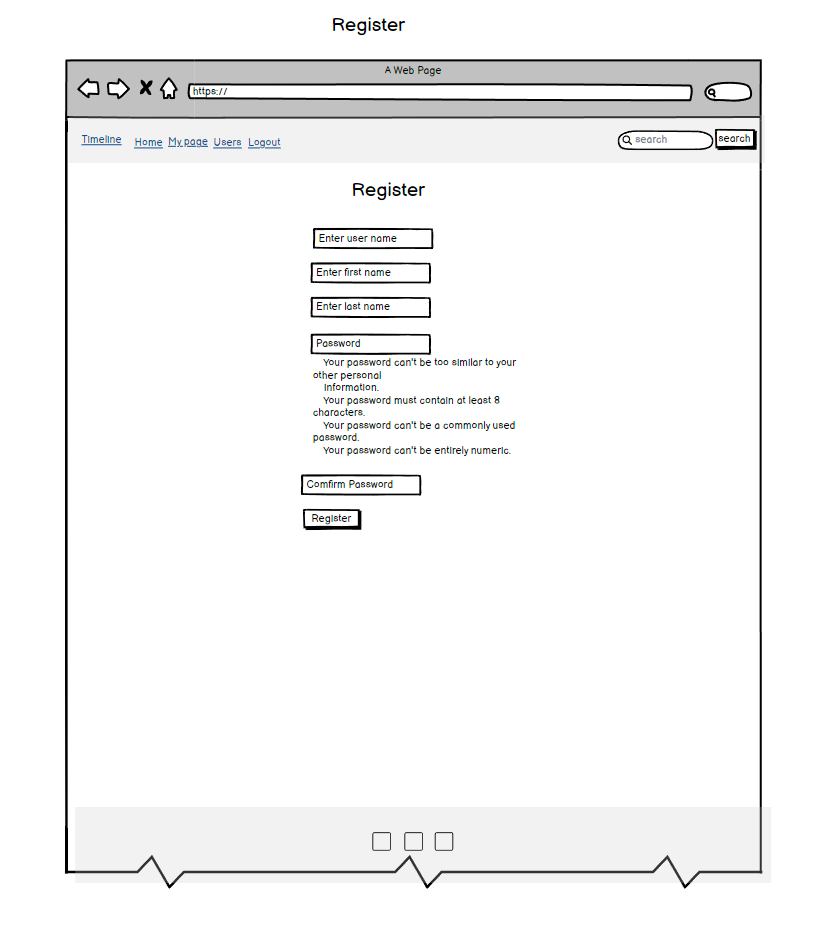 Register
A Web Page
https://
Timeline Home My page Users Logout search search
Register
Enter user name
Enter first name
Enter last name
Password
Your password can't be too similar to your
other personal
information.
Your password must contain at least 8
characters.
Your password can't be a commonly used
password.
Your password can't be entirely numeric.
Comfirm Password
Register